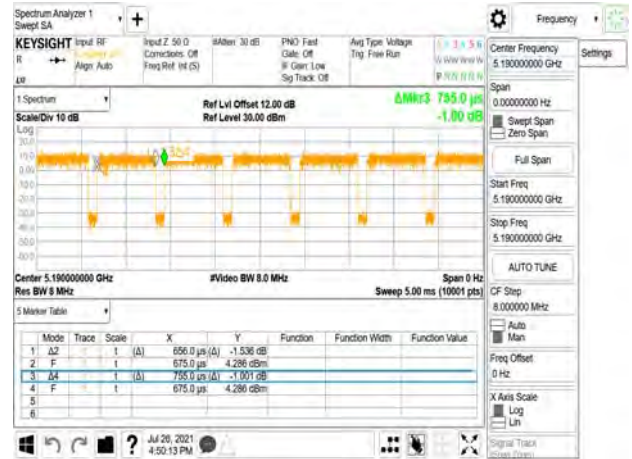 Spectrum Analyzer 1
Swept SA
+
Frequency
KEYSIGHT
Input: RF
Input Z: 50 Ω
#Atten: 30 dB
PNO: Fast
Avg Type: Voltage
R
Align: Auto
Corrections: Off
Freq Ref: Int (S)
Gate: Off
IF Gain: Low
Sig Track: Off
Trig: Free Run
Center Frequency
5.190000000 GHz
Settings
1 Spectrum
Ref Lvl Offset 12.00 dB
ΔMkr3 755.0 µs
Scale/Div 10 dB
Ref Level 30.00 dBm
-1.00 dB
Log
Span
0.00000000 Hz
Swept Span
Zero Span
Full Span
Start Freq
5.190000000 GHz
Stop Freq
5.190000000 GHz
AUTO TUNE
CF Step
8.000000 MHz
Auto
Man
Freq Offset
0 Hz
X Axis Scale
Log
Lin
Signal Track
3Δ4
Center 5.190000000 GHz
#Video BW 8.0 MHz
Span 0 Hz
Res BW 8 MHz
Sweep 5.00 ms (10001 pts)
5 Marker Table
Mode Trace Scale X Y Function Function Width Function Value
1 Δ2 t (Δ) 656.0 µs (Δ) -1.536 dB
2 F t 675.0 µs 4.286 dBm
3 Δ4 t (Δ) 755.0 µs (Δ) -1.001 dB
4 F t 675.0 µs 4.286 dBm
5
6
? Jul 26, 2021
4:50:13 PM